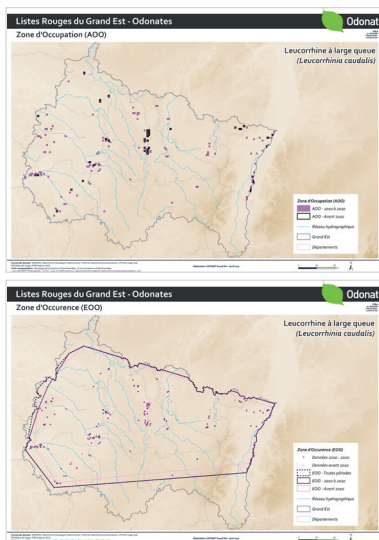 Listes Rouges du Grand Est - Odonates
Odonat
Zone d'Occupation (AOO)
Leucorrhine à large queue
(Leucorrhinia caudalis)
Zone d'Occupation (AOO)
AOO - 2010 à 2020
AOO - Avant 2010
Réseau hydrographique
Grand Est
Départements
Listes Rouges du Grand Est - Odonates
Odonat
Zone d'Occurence (EOO)
Leucorrhine à large queue
(Leucorrhinia caudalis)
Zone d'Occurence (EOO)
Données 2010 - 2020
Données avant 2010
EOO - Toutes périodes
EOO - 2010 à 2020
EOO - Avant 2010
Réseau hydrographique
Grand Est
Départements